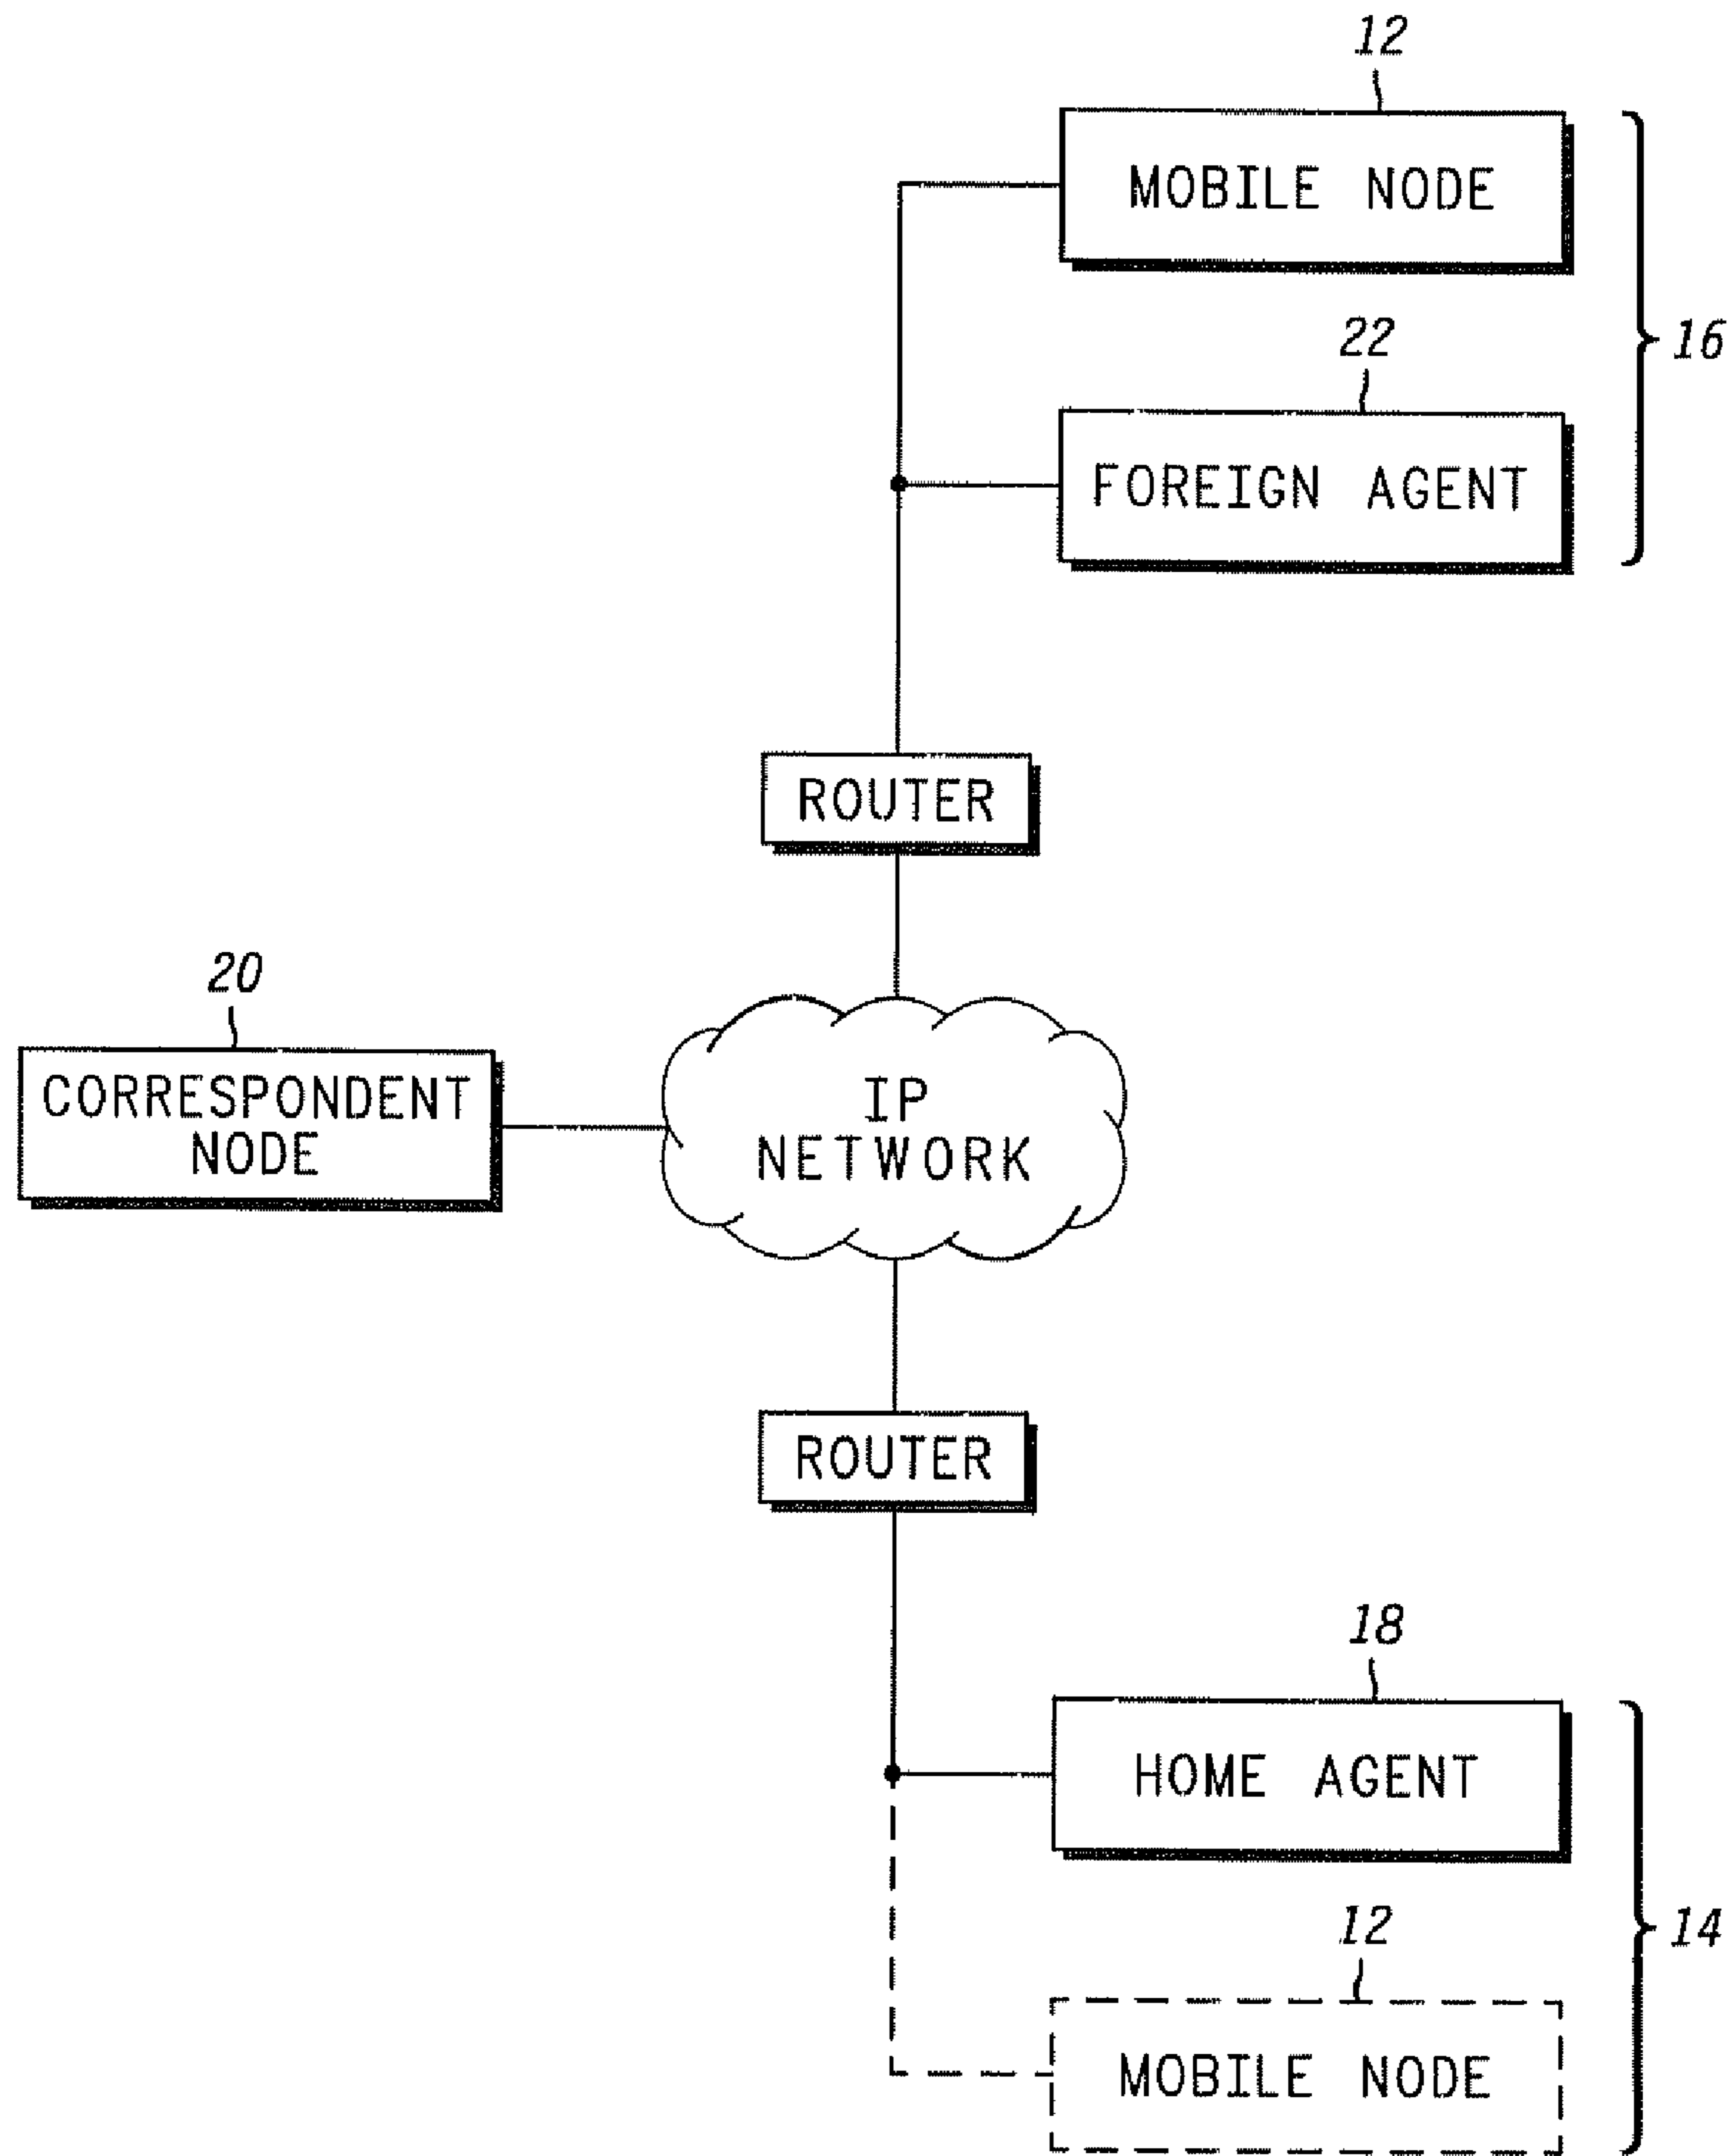 12
MOBILE NODE
22
FOREIGN AGENT
16
ROUTER
20
CORRESPONDENT
NODE
IP
NETWORK
ROUTER
18
HOME AGENT
12
MOBILE NODE
14